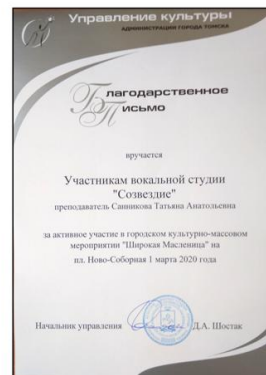 Управление культуры
АДМИНИСТРАЦИЯ ГОРОДА ТОМСКА
Благодарственное
Письмо
вручается
Участникам вокальной студии
"Созвездие"
преподаватель Санникова Татьяна Анатольевна
за активное участие в городском культурно-массовом
мероприятии "Широкая Масленица" на
пл. Ново-Соборная 1 марта 2020 года
Начальник управления Д.А. Шостак